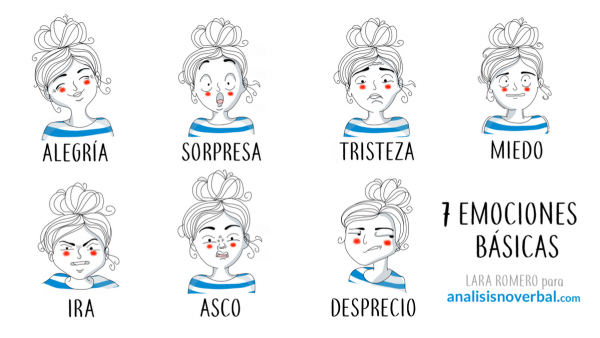 ALEGRÍA
SORPRESA
TRISTEZA
MIEDO
IRA
ASCO
DESPRECIO
7 EMOCIONES
BÁSICAS
LARA ROMERO para
analisisnoverbal.com